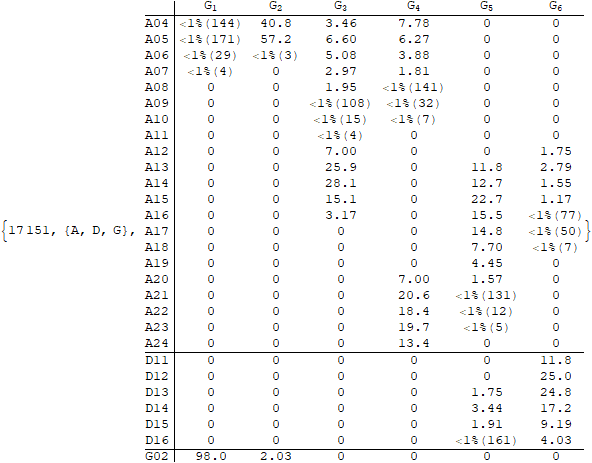 G₁ G₂ G₃ G₄ G₅ G₆
A04 <1%(144) 40.8 3.46 7.78 0 0
A05 <1%(171) 57.2 6.60 6.27 0 0
A06 <1%(29) <1%(3) 5.08 3.88 0 0
A07 <1%(4) 0 2.97 1.81 0 0
A08 0 0 1.95 <1%(141) 0 0
A09 0 0 <1%(108) <1%(32) 0 0
A10 0 0 <1%(15) <1%(7) 0 0
A11 0 0 <1%(4) 0 0 0
A12 0 0 7.00 0 0 1.75
A13 0 0 25.9 0 11.8 2.79
A14 0 0 28.1 0 12.7 1.55
A15 0 0 15.1 0 22.7 1.17
A16 0 0 3.17 0 15.5 <1%(77)
{17151, {A, D, G}, A17 0 0 0 0 14.8 <1%(50)}
A18 0 0 0 0 7.70 <1%(7)
A19 0 0 0 0 4.45 0
A20 0 0 0 7.00 1.57 0
A21 0 0 0 20.6 <1%(131) 0
A22 0 0 0 18.4 <1%(12) 0
A23 0 0 0 19.7 <1%(5) 0
A24 0 0 0 13.4 0 0
D11 0 0 0 0 0 11.8
D12 0 0 0 0 0 25.0
D13 0 0 0 0 1.75 24.8
D14 0 0 0 0 3.44 17.2
D15 0 0 0 0 1.91 9.19
D16 0 0 0 0 <1%(161) 4.03
G02 98.0 2.03 0 0 0 0